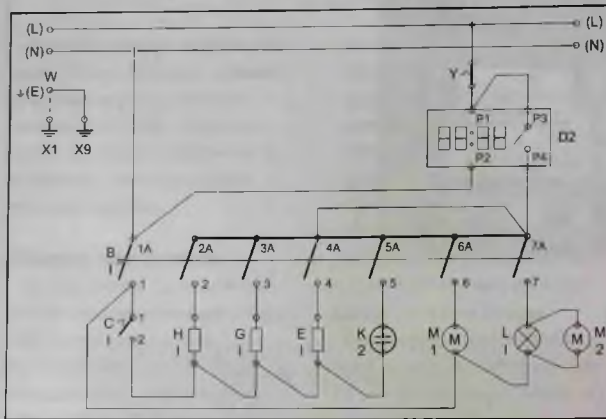 (L) (L)
(N) (N)
W
(E)
X1 X9
Y
P1 P3
88:88 D2
P2 P4
B 1A 2A 3A 4A 5A 6A 7A
I
1 2 3 4 5 6 7
C 1 H G E K M L M
I 2 I I I 2 M 1 I M 2